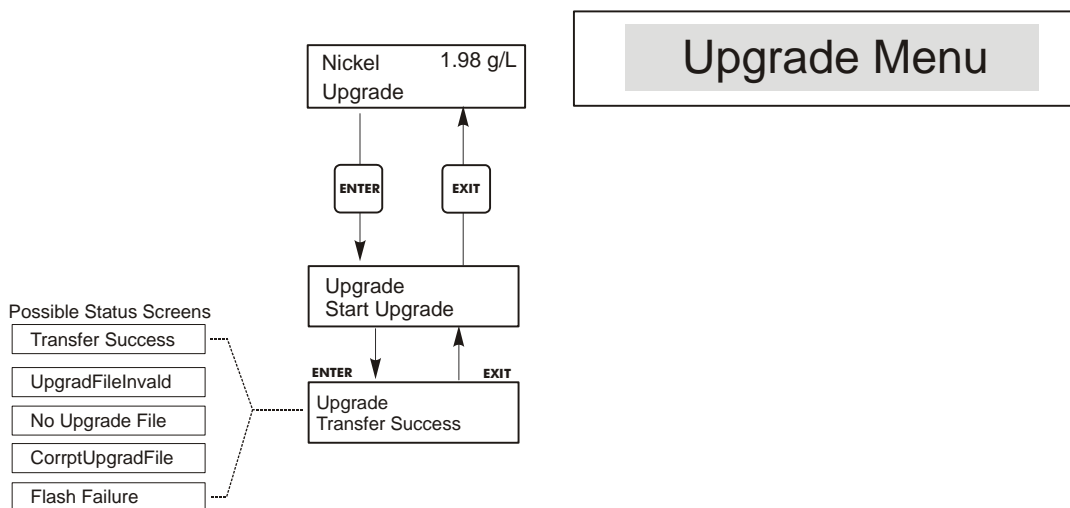 Upgrade Menu
Nickel 1.98 g/L
Upgrade
ENTER
EXIT
Upgrade
Start Upgrade
ENTER
EXIT
Upgrade
Transfer Success
Possible Status Screens
Transfer Success
UpgradFileInvald
No Upgrade File
CorrptUpgradFile
Flash Failure